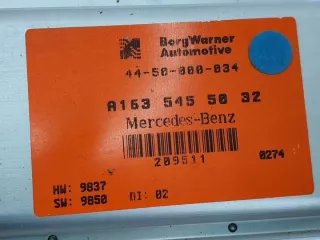 BorgWarner
Automotive
44-50-000-034
A163 545 50 32
Mercedes-Benz
209511
0274
HW: 9837
SW: 9850 DI: 02